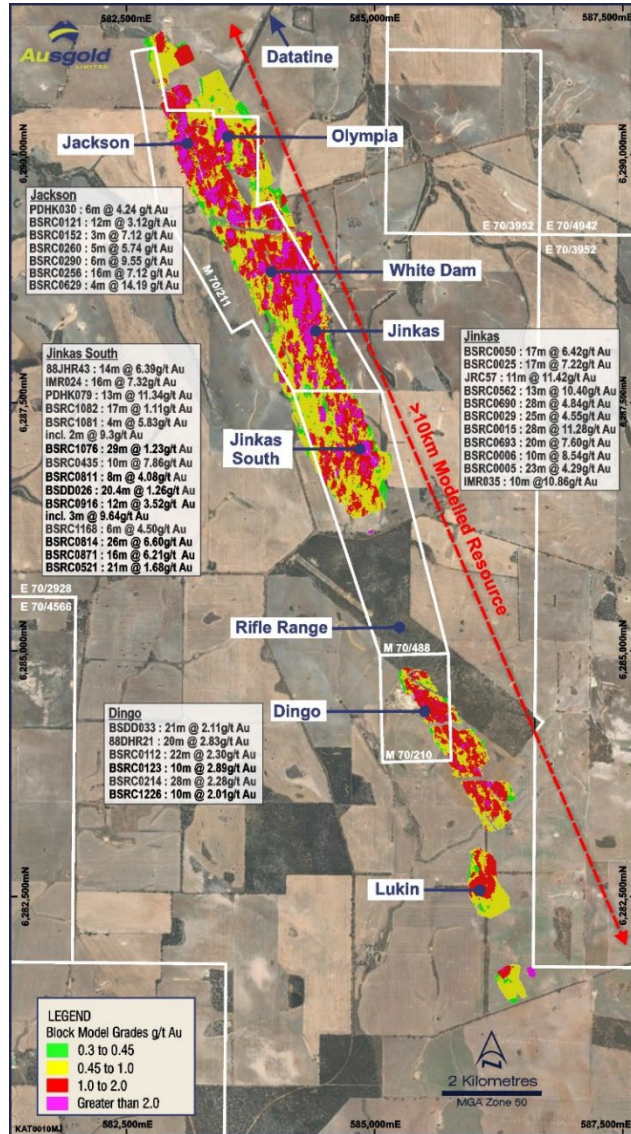 582,500mE
585,000mE
587,500mE
Ausgold
LIMITED
Datatine
Jackson
Olympia
6,290,000mN
6,290,000mN
E 70/3952
E 70/4942
E 70/3952
Jackson
PDHK030 : 6m @ 4.24 g/t Au
BSRC0121 : 12m @ 3.12g/t Au
BSRC0152 : 3m @ 7.12 g/t Au
BSRC0260 : 5m @ 5.74 g/t Au
BSRC0290 : 6m @ 9.55 g/t Au
BSRC0256 : 16m @ 7.12 g/t Au
BSRC0629 : 4m @ 14.19 g/t Au
White Dam
M 70/211
Jinkas
Jinkas South
88JHR43 : 14m @ 6.39g/t Au
IMR024 : 16m @ 7.32g/t Au
PDHK079 : 13m @ 11.34g/t Au
BSRC1082 : 17m @ 1.11g/t Au
BSRC1081 : 4m @ 5.83g/t Au
incl. 2m @ 9.3g/t Au
BSRC1076 : 29m @ 1.23g/t Au
BSRC0435 : 10m @ 7.86g/t Au
BSRC0811 : 8m @ 4.08g/t Au
BSDD026 : 20.4m @ 1.26g/t Au
BSRC0916 : 12m @ 3.52g/t Au
incl. 3m @ 9.64g/t Au
BSRC1168 : 6m @ 4.50g/t Au
BSRC0814 : 26m @ 6.60g/t Au
BSRC0871 : 16m @ 6.21g/t Au
BSRC0521 : 21m @ 1.68g/t Au
Jinkas
BSRC0050 : 17m @ 6.42g/t Au
BSRC0025 : 17m @ 7.22g/t Au
JRC57 : 11m @ 11.42g/t Au
BSRC0562 : 13m @ 10.40g/t Au
BSRC0690 : 28m @ 4.84g/t Au
BSRC0029 : 25m @ 4.55g/t Au
BSRC0015 : 28m @ 11.28g/t Au
BSRC0693 : 20m @ 7.60g/t Au
BSRC0006 : 10m @ 8.54g/t Au
BSRC0005 : 23m @ 4.29g/t Au
IMR035 : 10m @10.86g/t Au
6,287,500mN
6,287,500mN
Jinkas
South
>10km Modelled Resource
E 70/2928
E 70/4566
Rifle Range
M 70/488
6,285,000mN
6,285,000mN
Dingo
M 70/210
Dingo
BSDD033 : 21m @ 2.11g/t Au
88DHR21 : 20m @ 2.83g/t Au
BSRC0112 : 22m @ 2.30g/t Au
BSRC0123 : 10m @ 2.89g/t Au
BSRC0214 : 28m @ 2.28g/t Au
BSRC1226 : 10m @ 2.01g/t Au
Lukin
6,282,500mN
6,282,500mN
LEGEND
Block Model Grades g/t Au
0.3 to 0.45
0.45 to 1.0
1.0 to 2.0
Greater than 2.0
2 Kilometres
MGA Zone 50
KAT0010MJ
582,500mE
585,000mE
587,500mE